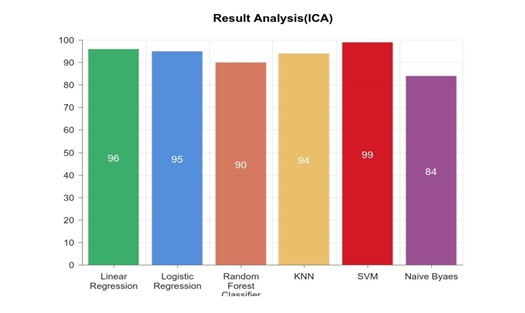 Result Analysis(ICA)
100
90
80
70
60
50
40
30
20
10
0
96
95
90
94
99
84
Linear
Regression
Logistic
Regression
Random
Forest
Classifier
KNN
SVM
Naive Byaes